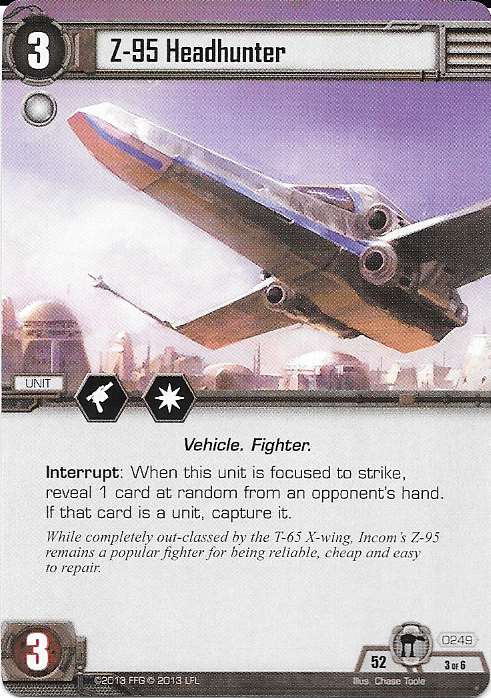 3
Z-95 Headhunter
UNIT
Vehicle. Fighter.
Interrupt: When this unit is focused to strike,
reveal 1 card at random from an opponent's hand.
If that card is a unit, capture it.
While completely out-classed by the T-65 X-wing, Incom's Z-95
remains a popular fighter for being reliable, cheap and easy
to repair.
3
52
0249
3 OF 6
©2013 FFG © 2013 LFL
Illus. Chase Toole